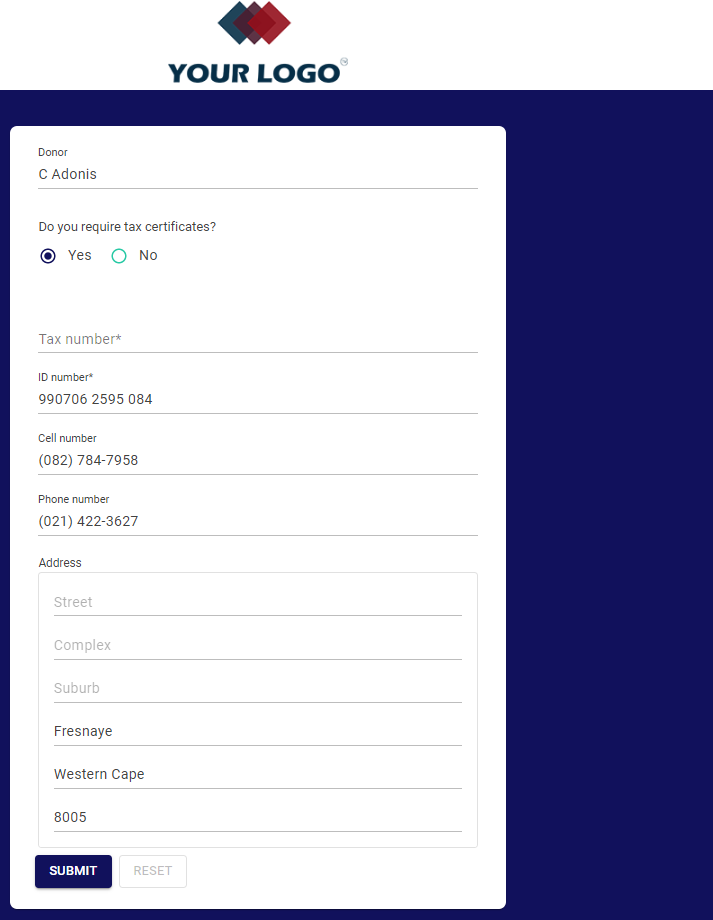 YOUR LOGO
Donor
C Adonis
Do you require tax certificates?
Yes No
Tax number*
ID number*
990706 2595 084
Cell number
(082) 784-7958
Phone number
(021) 422-3627
Address
Street
Complex
Suburb
Fresnaye
Western Cape
8005
SUBMIT RESET